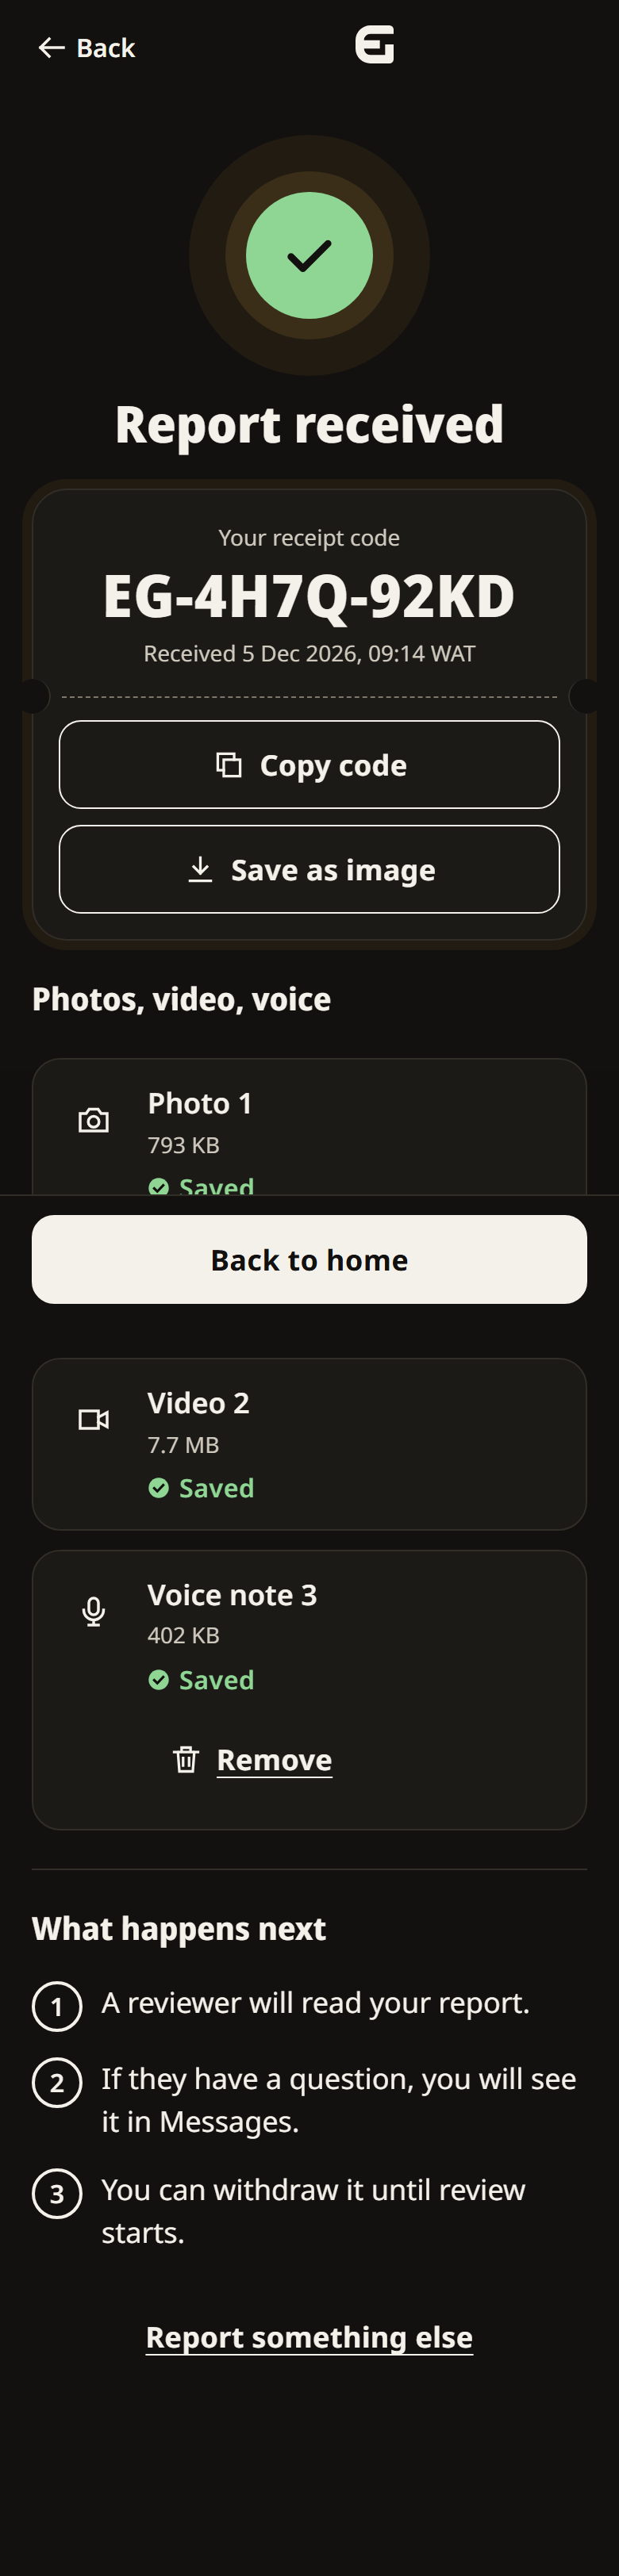 Back
Report received
Your receipt code
EG-4H7Q-92KD
Received 5 Dec 2026, 09:14 WAT
Copy code
Save as image
Photos, video, voice
Photo 1
793 KB
Saved
Back to home
Video 2
7.7 MB
Saved
Voice note 3
402 KB
Saved
Remove
What happens next
1 A reviewer will read your report.
2 If they have a question, you will see
it in Messages.
3 You can withdraw it until review
starts.
Report something else